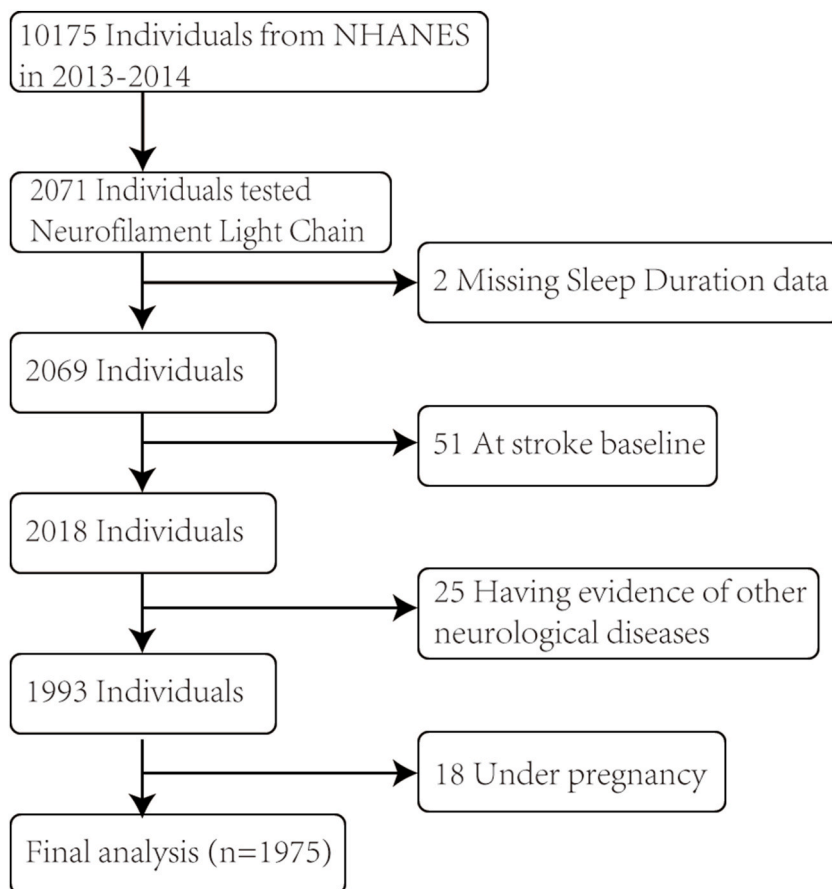 10175 Individuals from NHANES
in 2013-2014
2071 Individuals tested
Neurofilament Light Chain
2 Missing Sleep Duration data
2069 Individuals
51 At stroke baseline
2018 Individuals
25 Having evidence of other
neurological diseases
1993 Individuals
18 Under pregnancy
Final analysis (n=1975)